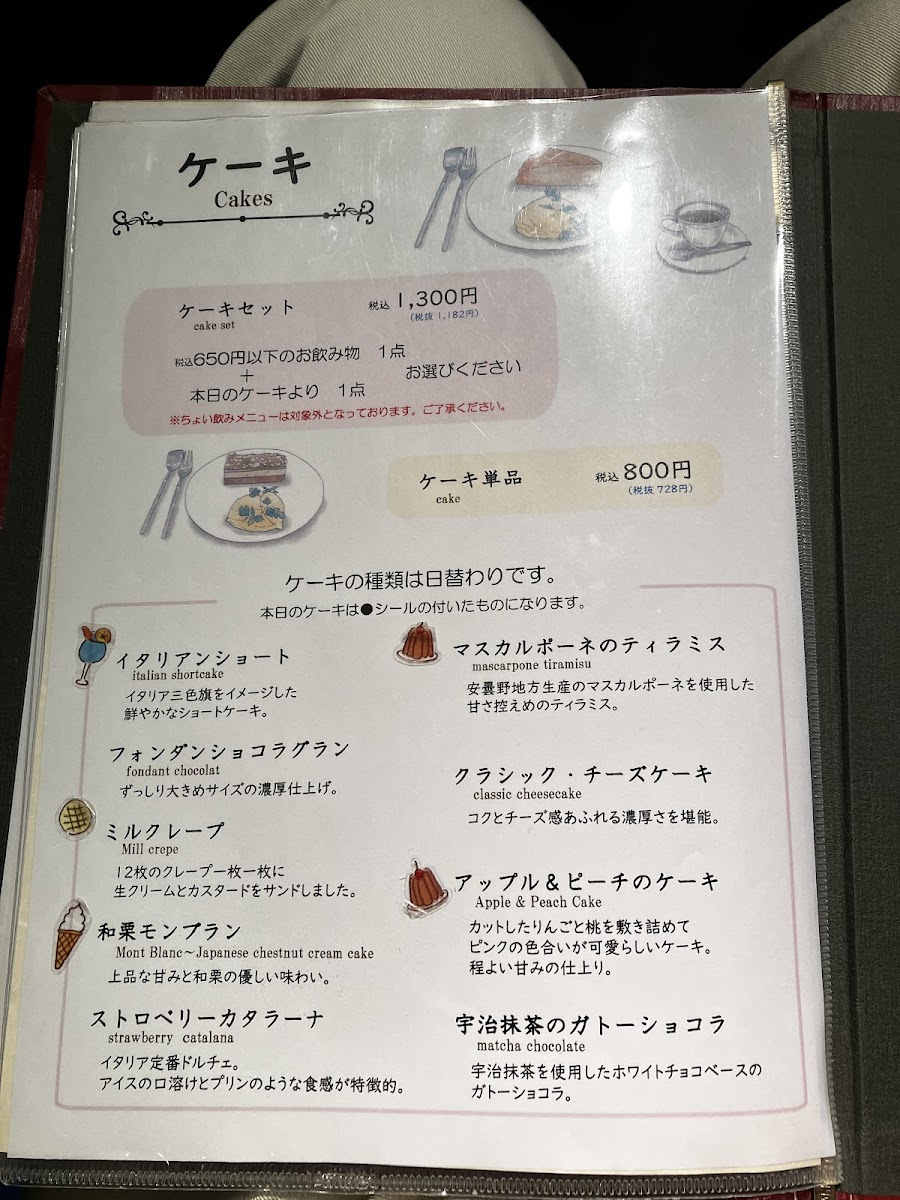 ケーキ
Cakes
ケーキセット 税込 1,300円
cake set (税抜 1,182円)
税込650円以下のお飲み物 1点
+ お選びください
本日のケーキより 1点
※ちょい飲みメニューは対象外となっております。ご了承ください。
ケーキ単品 税込 800円
cake (税抜 728円)
ケーキの種類は日替わりです。
本日のケーキは●シールの付いたものになります。
イタリアンショート
italian shortcake
イタリア三色旗をイメージした
鮮やかなショートケーキ。
フォンダンショコラグラン
fondant chocolat
ずっしり大きめサイズの濃厚仕上げ。
ミルクレープ
Mill crepe
12枚のクレープ一枚一枚に
生クリームとカスタードをサンドしました。
和栗モンブラン
Mont Blanc～Japanese chestnut cream cake
上品な甘みと和栗の優しい味わい。
ストロベリーカタラーナ
strawberry catalana
イタリア定番ドルチェ。
アイスの口溶けとプリンのような食感が特徴的。
マスカルポーネのティラミス
mascarpone tiramisu
安曇野地方生産のマスカルポーネを使用した
甘さ控えめのティラミス。
クラシック・チーズケーキ
classic cheesecake
コクとチーズ感あふれる濃厚さを堪能。
アップル&ピーチのケーキ
Apple & Peach Cake
カットしたりんごと桃を敷き詰めて
ピンクの色合いが可愛らしいケーキ。
程よい甘みの仕上り。
宇治抹茶のガトーショコラ
matcha chocolate
宇治抹茶を使用したホワイトチョコベースの
ガトーショコラ。